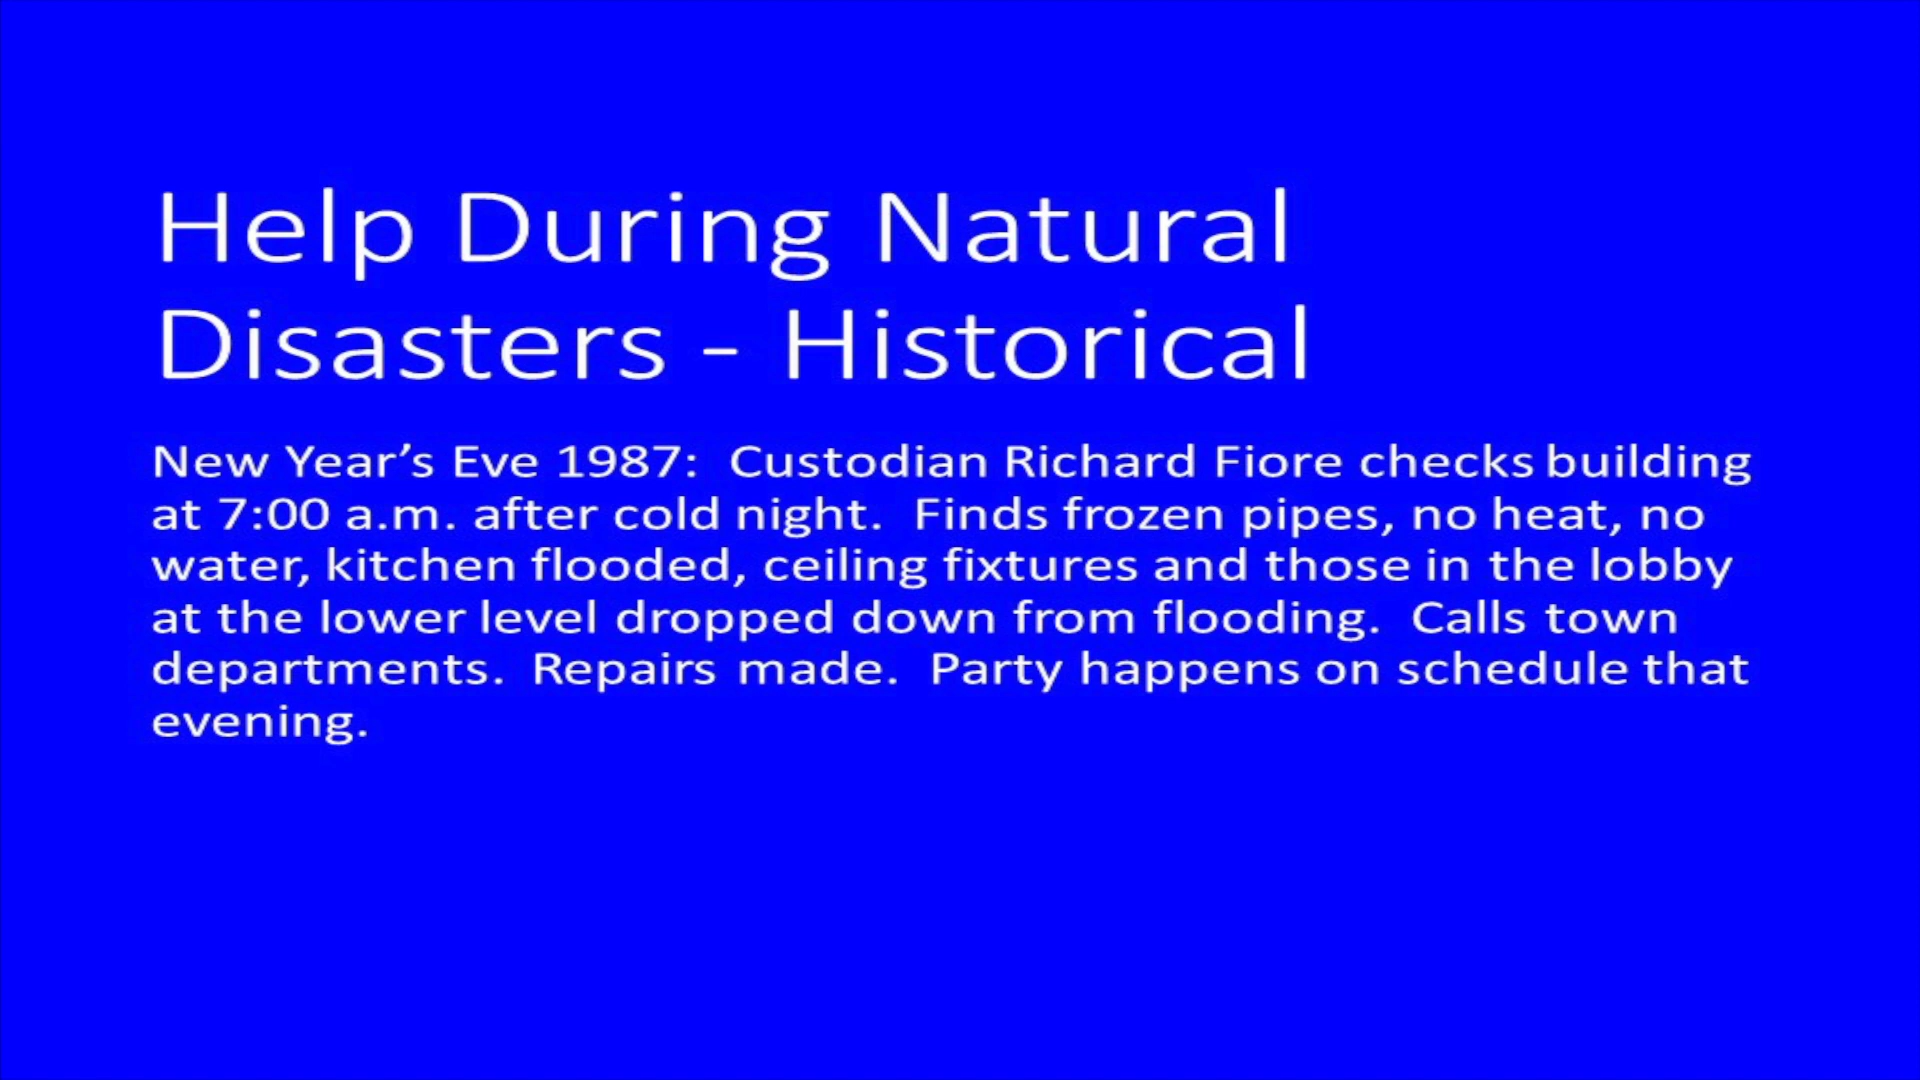 Help During Natural
Disasters - Historical
New Year’s Eve 1987:  Custodian Richard Fiore checks building
at 7:00 a.m. after cold night.  Finds frozen pipes, no heat, no
water, kitchen flooded, ceiling fixtures and those in the lobby
at the lower level dropped down from flooding.  Calls town
departments.  Repairs made.  Party happens on schedule that
evening.